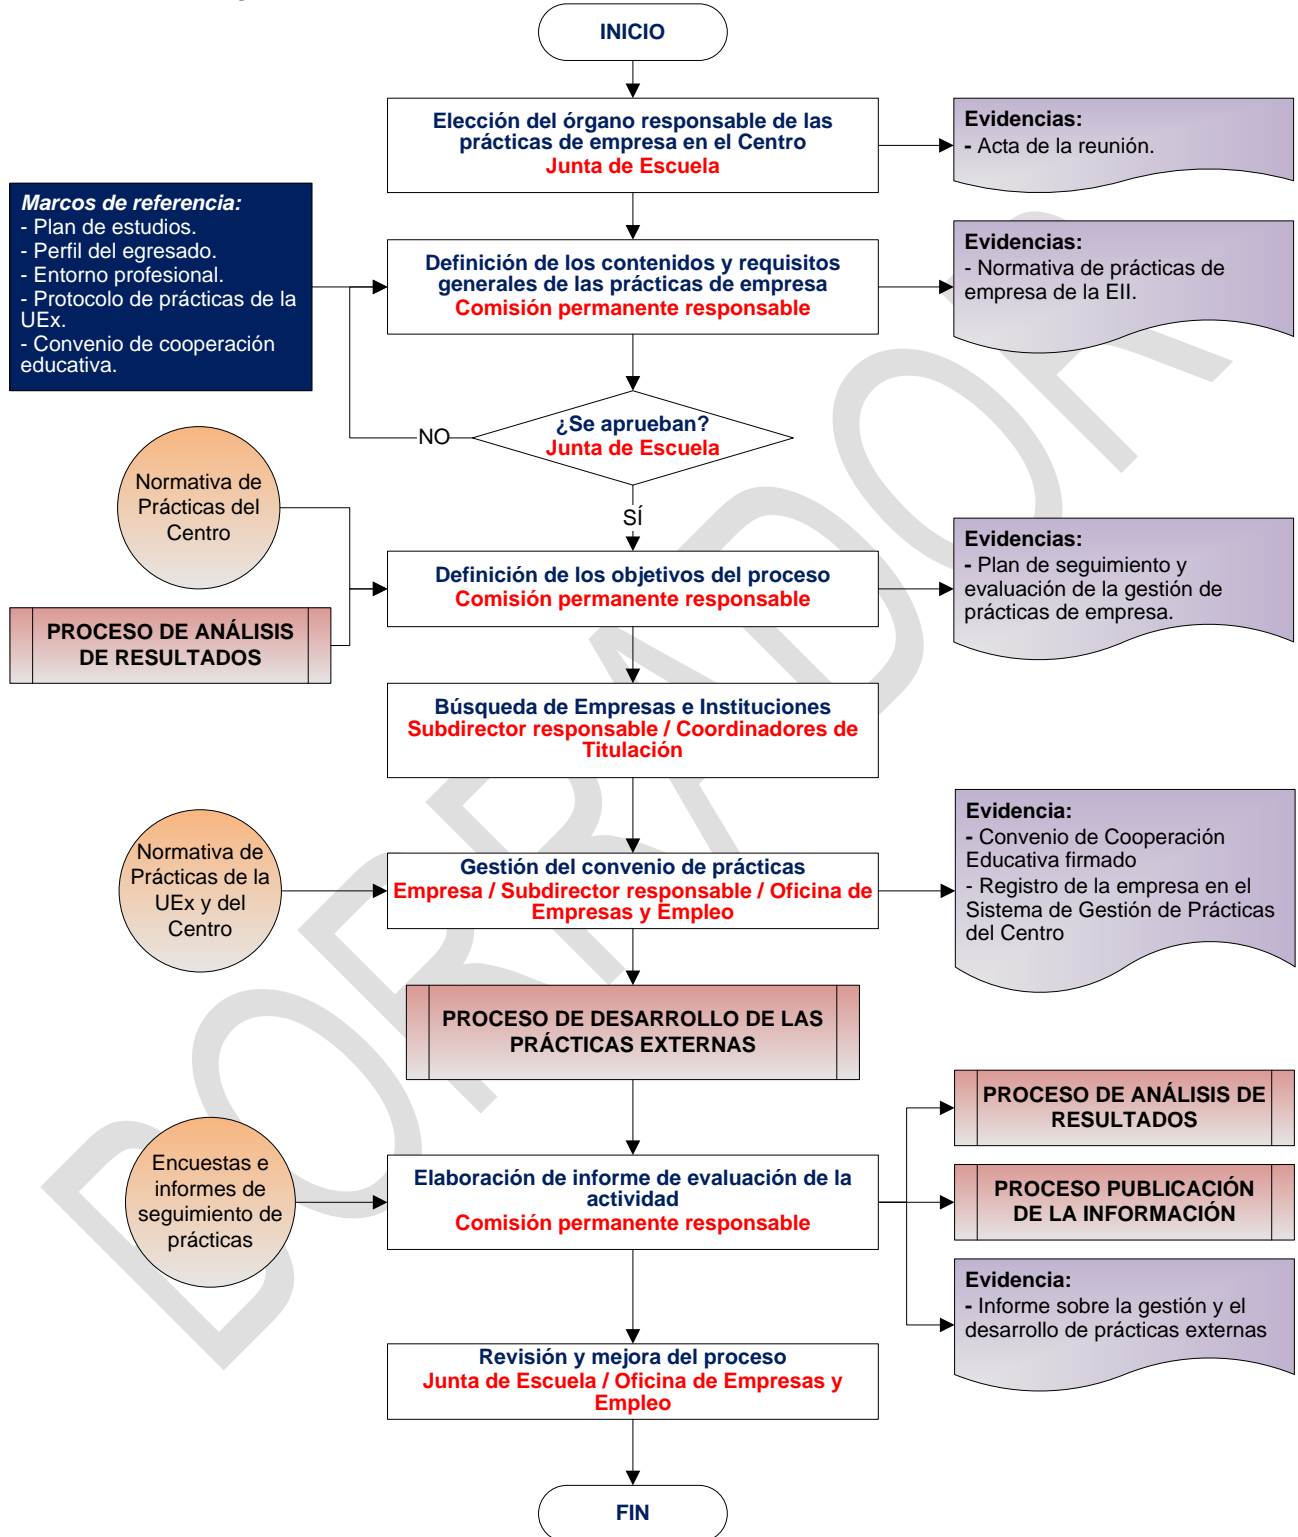 INICIO
Elección del órgano responsable de las
prácticas de empresa en el Centro
Junta de Escuela
Evidencias:
- Acta de la reunión.
Marcos de referencia:
- Plan de estudios.
- Perfil del egresado.
- Entorno profesional.
- Protocolo de prácticas de la
UEx.
- Convenio de cooperación
educativa.
Definición de los contenidos y requisitos
generales de las prácticas de empresa
Comisión permanente responsable
Evidencias:
- Normativa de prácticas de
empresa de la EII.
¿Se aprueban?
Junta de Escuela
NO
SÍ
Normativa de
Prácticas del
Centro
PROCESO DE ANÁLISIS
DE RESULTADOS
Definición de los objetivos del proceso
Comisión permanente responsable
Evidencias:
- Plan de seguimiento y
evaluación de la gestión de
prácticas de empresa.
Búsqueda de Empresas e Instituciones
Subdirector responsable / Coordinadores de
Titulación
Normativa de
Prácticas de la
UEx y del
Centro
Gestión del convenio de prácticas
Empresa / Subdirector responsable / Oficina de
Empresas y Empleo
Evidencia:
- Convenio de Cooperación
Educativa firmado
- Registro de la empresa en el
Sistema de Gestión de Prácticas
del Centro
PROCESO DE DESARROLLO DE LAS
PRÁCTICAS EXTERNAS
Encuestas e
informes de
seguimiento de
prácticas
Elaboración de informe de evaluación de la
actividad
Comisión permanente responsable
PROCESO DE ANÁLISIS DE
RESULTADOS
PROCESO PUBLICACIÓN
DE LA INFORMACIÓN
Evidencia:
- Informe sobre la gestión y el
desarrollo de prácticas externas
Revisión y mejora del proceso
Junta de Escuela / Oficina de Empresas y
Empleo
FIN
BORRADOR